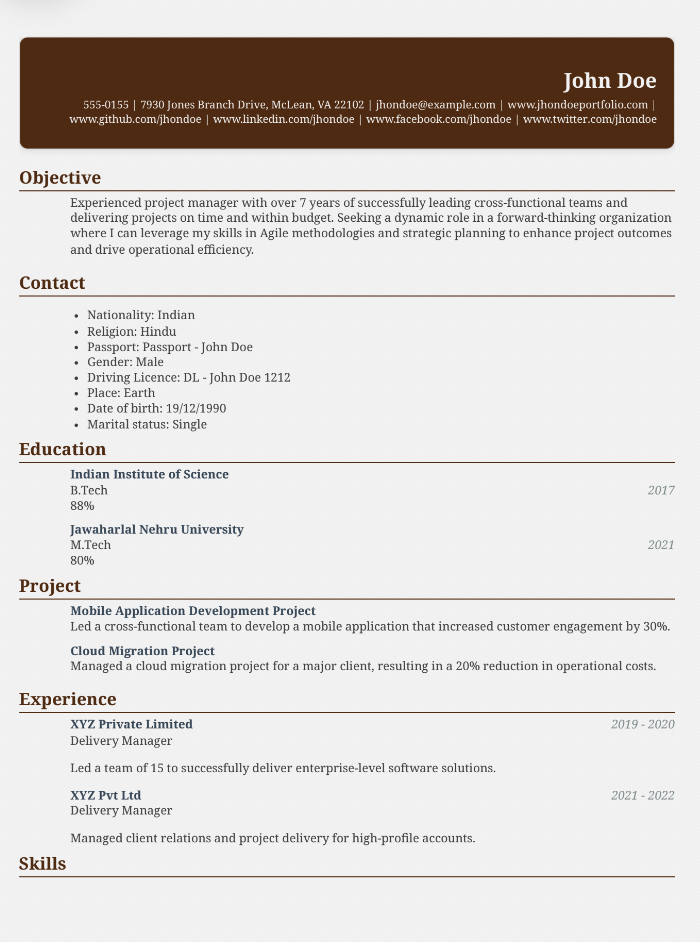 John Doe
555-0155 | 7930 Jones Branch Drive, McLean, VA 22102 | jhondoe@example.com | www.jhondoeportfolio.com |
www.github.com/jhondoe | www.linkedin.com/jhondoe | www.facebook.com/jhondoe | www.twitter.com/jhondoe
Objective
Experienced project manager with over 7 years of successfully leading cross-functional teams and
delivering projects on time and within budget. Seeking a dynamic role in a forward-thinking organization
where I can leverage my skills in Agile methodologies and strategic planning to enhance project outcomes
and drive operational efficiency.
Contact
• Nationality: Indian
• Religion: Hindu
• Passport: Passport - John Doe
• Gender: Male
• Driving Licence: DL - John Doe 1212
• Place: Earth
• Date of birth: 19/12/1990
• Marital status: Single
Education
Indian Institute of Science
B.Tech 2017
88%
Jawaharlal Nehru University
M.Tech 2021
80%
Project
Mobile Application Development Project
Led a cross-functional team to develop a mobile application that increased customer engagement by 30%.
Cloud Migration Project
Managed a cloud migration project for a major client, resulting in a 20% reduction in operational costs.
Experience
XYZ Private Limited 2019 - 2020
Delivery Manager
Led a team of 15 to successfully deliver enterprise-level software solutions.
XYZ Pvt Ltd 2021 - 2022
Delivery Manager
Managed client relations and project delivery for high-profile accounts.
Skills